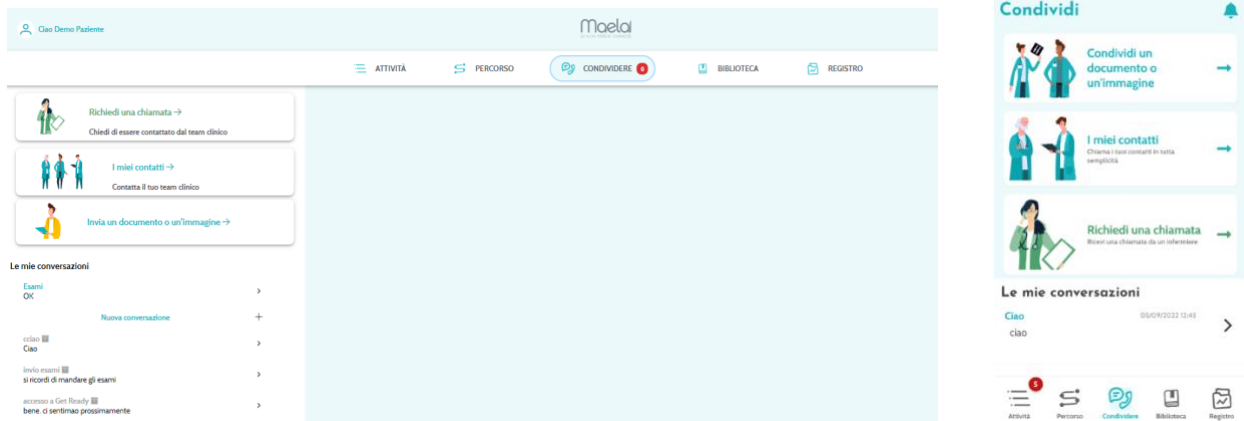 Ciao Demo Paziente
Maela
ATTIVITÀ
PERCORSO
CONDIVIDERE 6
BIBLIOTECA
REGISTRO
Richiedi una chiamata →
Chiedi di essere contattato dal team clinico
I miei contatti →
Contatta il tuo team clinico
Invia un documento o un'immagine →
Le mie conversazioni
Esami
OK
Nuova conversazione +
cciao
Ciao
invio esami
si ricordi di mandare gli esami
accesso a Get Ready
bene. ci sentimao prossimamente
Condividi
Condividi un
documento o
un'immagine
I miei contatti
Chiama i tuoi contatti in tutta
semplicità
Richiedi una chiamata
Ricevi una chiamata da un infermiere
Le mie conversazioni
Ciao
05/09/2022 12:45
ciao
5
Attività
Percorso
Condividere
Biblioteca
Registro